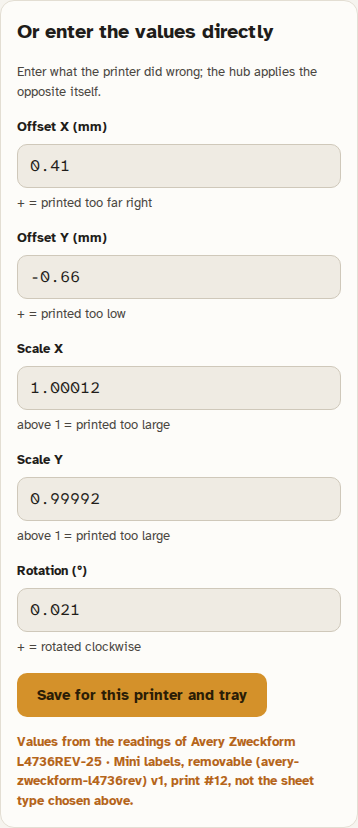 Or enter the values directly
Enter what the printer did wrong; the hub applies the
opposite itself.
Offset X (mm)
0.41
+ = printed too far right
Offset Y (mm)
-0.66
+ = printed too low
Scale X
1.00012
above 1 = printed too large
Scale Y
0.99992
above 1 = printed too large
Rotation (°)
0.021
+ = rotated clockwise
Save for this printer and tray
Values from the readings of Avery Zweckform
L4736REV-25 · Mini labels, removable (avery-
zweckform-l4736rev) v1, print #12, not the sheet
type chosen above.